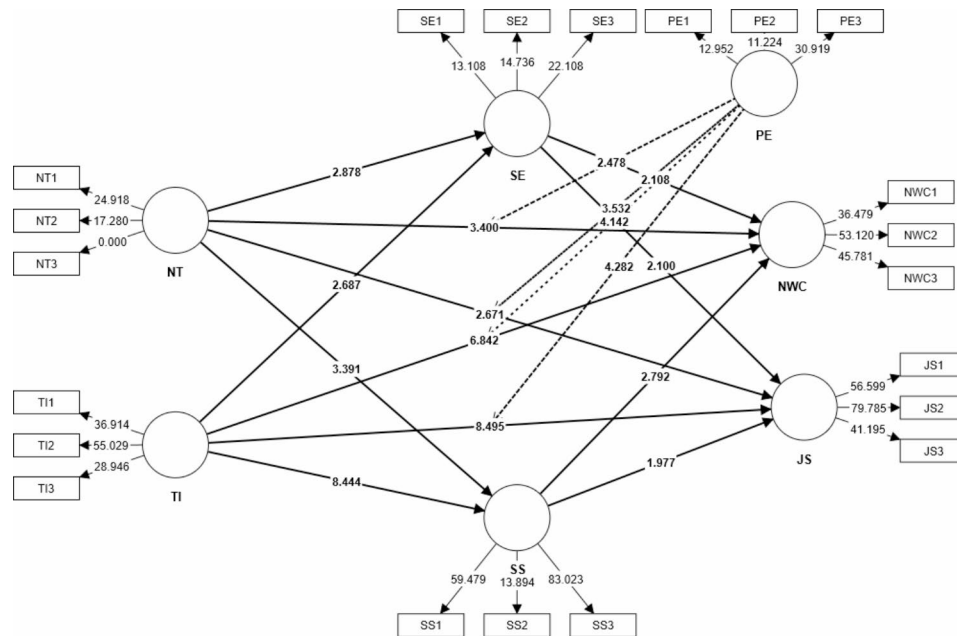 SE1 SE2 SE3 PE1 PE2 PE3
13.108 14.736 22.108 12.952 11.224 30.919
PE
SE
NT1
NT2
NT3
24.918
17.280
0.000
NT
2.878
2.478
2.108
3.532
4.142
3.400
4.282
2.100
2.687
2.671
6.842
3.391
2.792
8.495
8.444
1.977
36.479
53.120
45.781
NWC1
NWC2
NWC3
NWC
56.599
79.785
41.195
JS1
JS2
JS3
JS
TI1
TI2
TI3
36.914
55.029
28.946
TI
SS
59.479 13.894 83.023
SS1 SS2 SS3